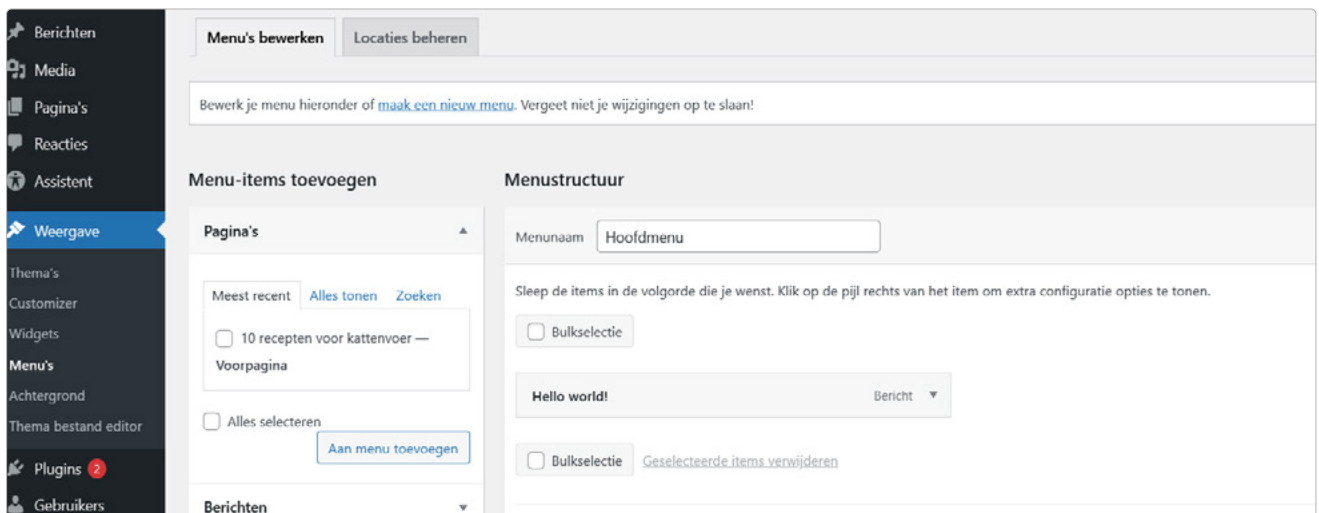 Berichten
Media
Pagina's
Reacties
Assistent
Weergave
Thema's
Customizer
Widgets
Menu's
Achtergrond
Thema bestand editor
Plugins 2
Gebruikers
Menu's bewerken
Locaties beheren
Bewerk je menu hieronder of maak een nieuw menu. Vergeet niet je wijzigingen op te slaan!
Menu-items toevoegen
Pagina's
Meest recent Alles tonen Zoeken
10 recepten voor kattenvoer —
Voorpagina
Alles selecteren
Aan menu toevoegen
Berichten
Menustructuur
Menunaam Hoofdmenu
Sleep de items in de volgorde die je wenst. Klik op de pijl rechts van het item om extra configuratie opties te tonen.
Bulkselectie
Hello world! Bericht
Bulkselectie Geselecteerde items verwijderen